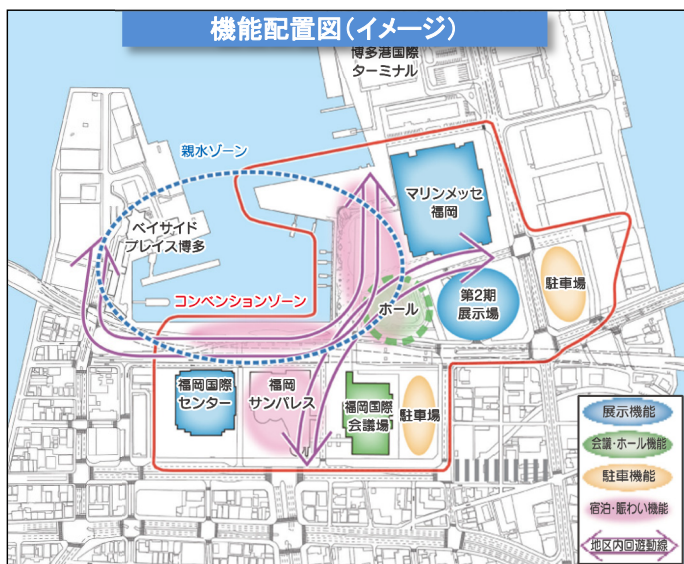 機能配置図(イメージ)
博多港国際
ターミナル
親水ゾーン
マリンメッセ
福岡
ベイサイド
プレイス博多
コンベンションゾーン
ホール
第2期
展示場
駐車場
福岡国際
センター
福岡
サンパレス
福岡国際
会議場
駐車場
展示機能
会議・ホール機能
駐車機能
宿泊・賑わい機能
地区内回遊動線